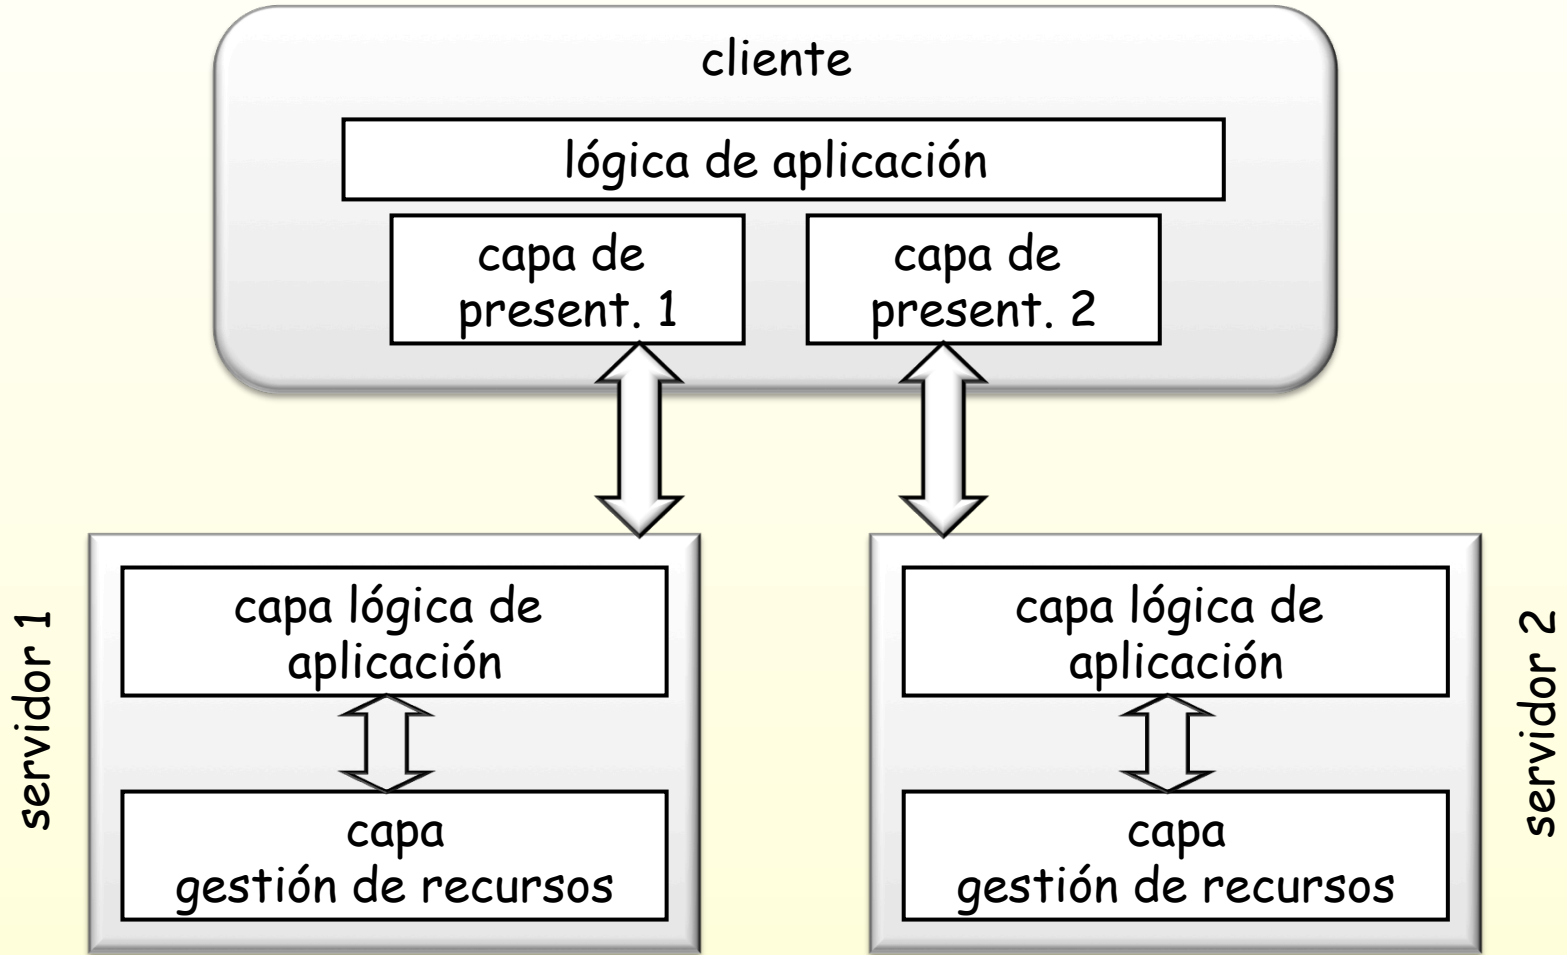 cliente
lógica de aplicación
capa de
present. 1
capa de
present. 2
servidor 1
capa lógica de
aplicación
capa
gestión de recursos
capa lógica de
aplicación
capa
gestión de recursos
servidor 2